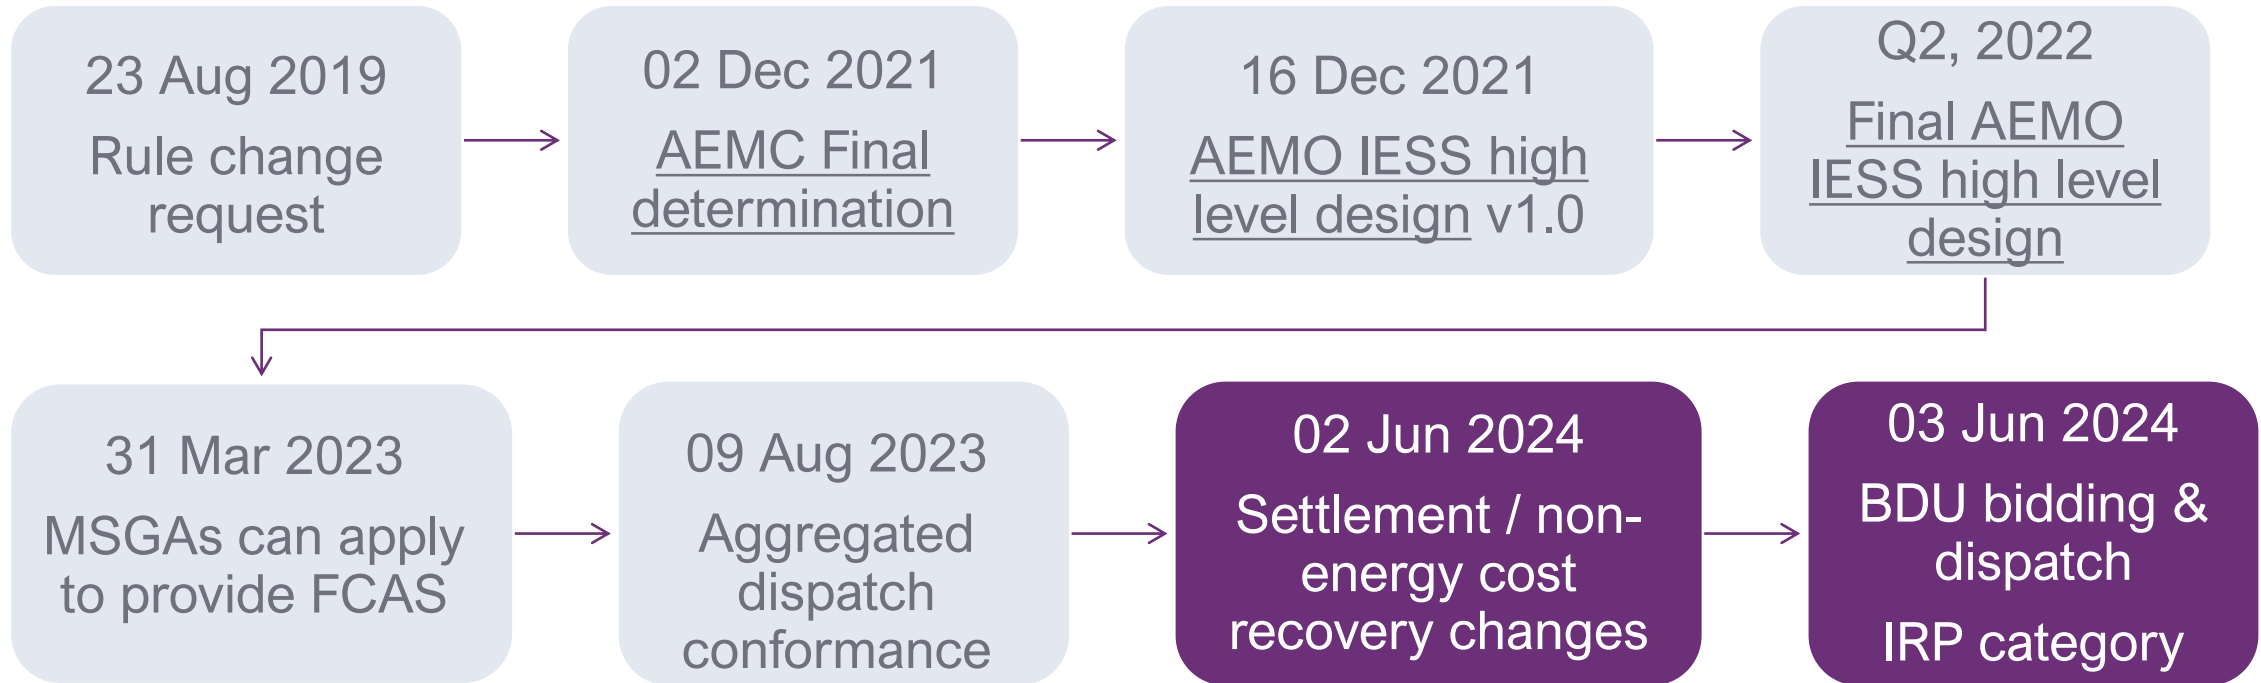 23 Aug 2019
Rule change
request
02 Dec 2021
AEMC Final
determination
16 Dec 2021
AEMO IESS high
level design v1.0
Q2, 2022
Final AEMO
IESS high level
design
31 Mar 2023
MSGAs can apply
to provide FCAS
09 Aug 2023
Aggregated
dispatch
conformance
02 Jun 2024
Settlement / non-
energy cost
recovery changes
03 Jun 2024
BDU bidding &
dispatch
IRP category